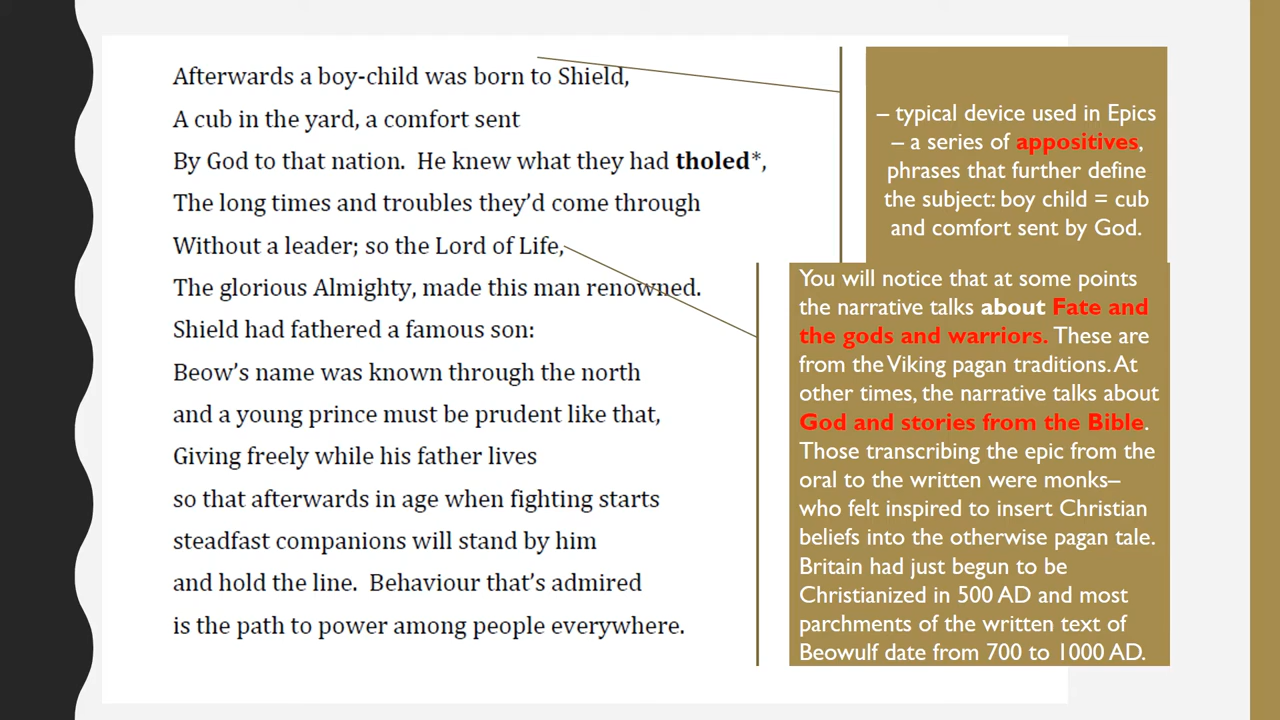 Afterwards a boy-child was born to Shield,
A cub in the yard, a comfort sent
By God to that nation.  He knew what they had tholed*,
The long times and troubles they’d come through
Without a leader; so the Lord of Life,
The glorious Almighty, made this man renowned.
Shield had fathered a famous son:
Beow’s name was known through the north
and a young prince must be prudent like that,
Giving freely while his father lives
so that afterwards in age when fighting starts
steadfast companions will stand by him
and hold the line.  Behaviour that’s admired
is the path to power among people everywhere.
– typical device used in Epics
– a series of appositives,
phrases that further define
the subject: boy child = cub
and comfort sent by God.
You will notice that at some points
the narrative talks about Fate and
the gods and warriors. These are
from the Viking pagan traditions. At
other times, the narrative talks about
God and stories from the Bible.
Those transcribing the epic from the
oral to the written were monks–
who felt inspired to insert Christian
beliefs into the otherwise pagan tale.
Britain had just begun to be
Christianized in 500 AD and most
parchments of the written text of
Beowulf date from 700 to 1000 AD.